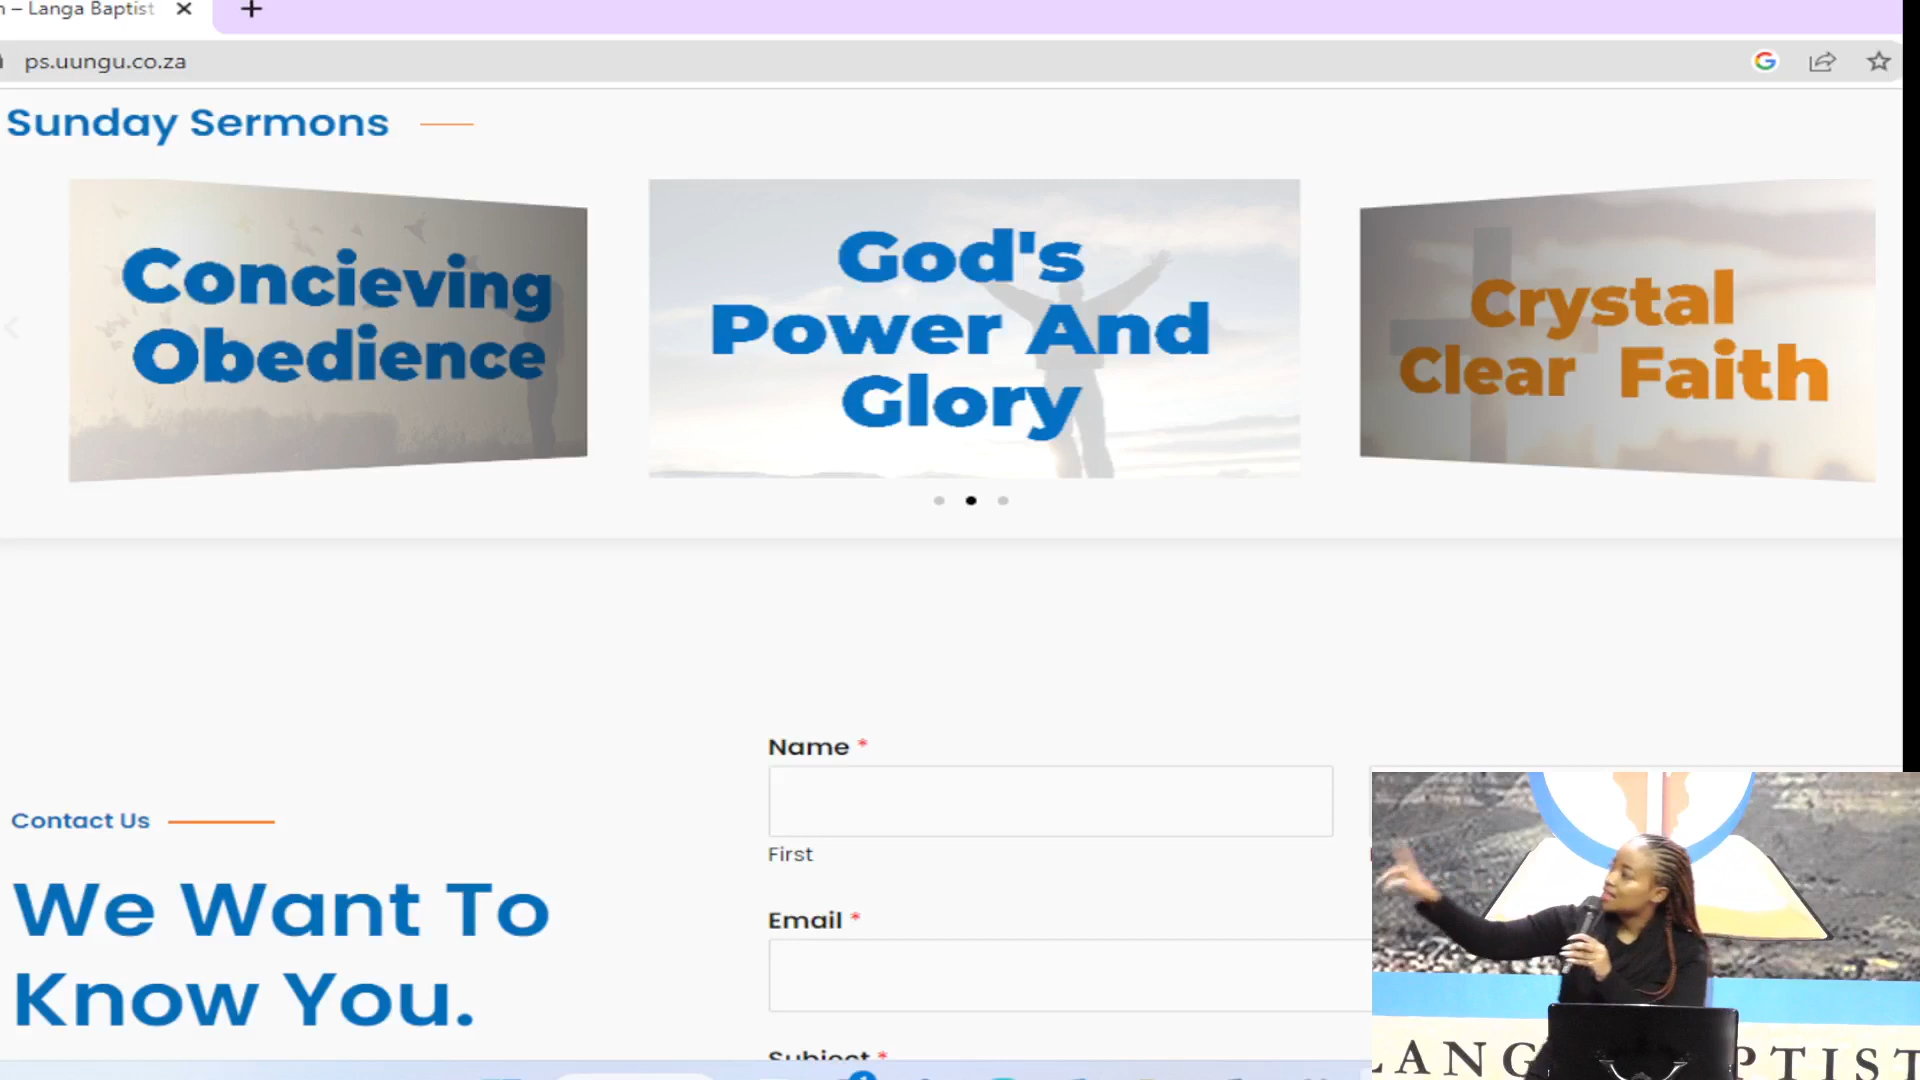 – Langa Baptist
ps.uungu.co.za
Sunday Sermons
Concieving
Obedience
God's
Power And
Glory
Crystal
Clear Faith
Name *
First
Contact Us
We Want To
Know You.
Email *
Subject *